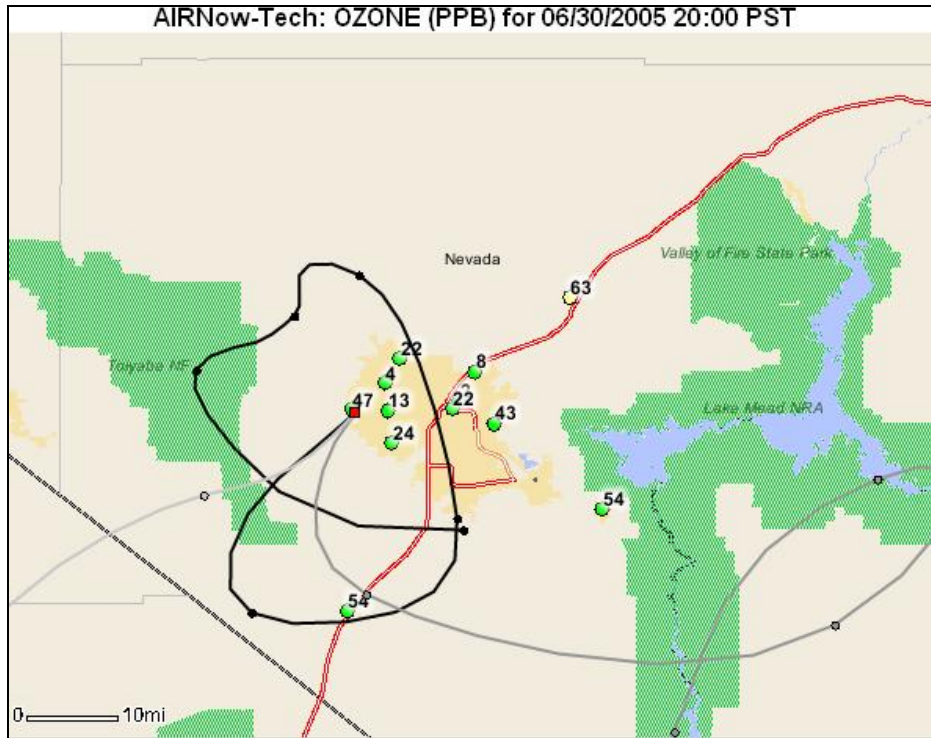 AIRNow-Tech: OZONE (PPB) for 06/30/2005 20:00 PST
Nevada
Valley of Fire State Park
63
22
8
Toiyaba NF
4
47
13
22
43
Lake Mead NRA
24
54
54
0
10mi